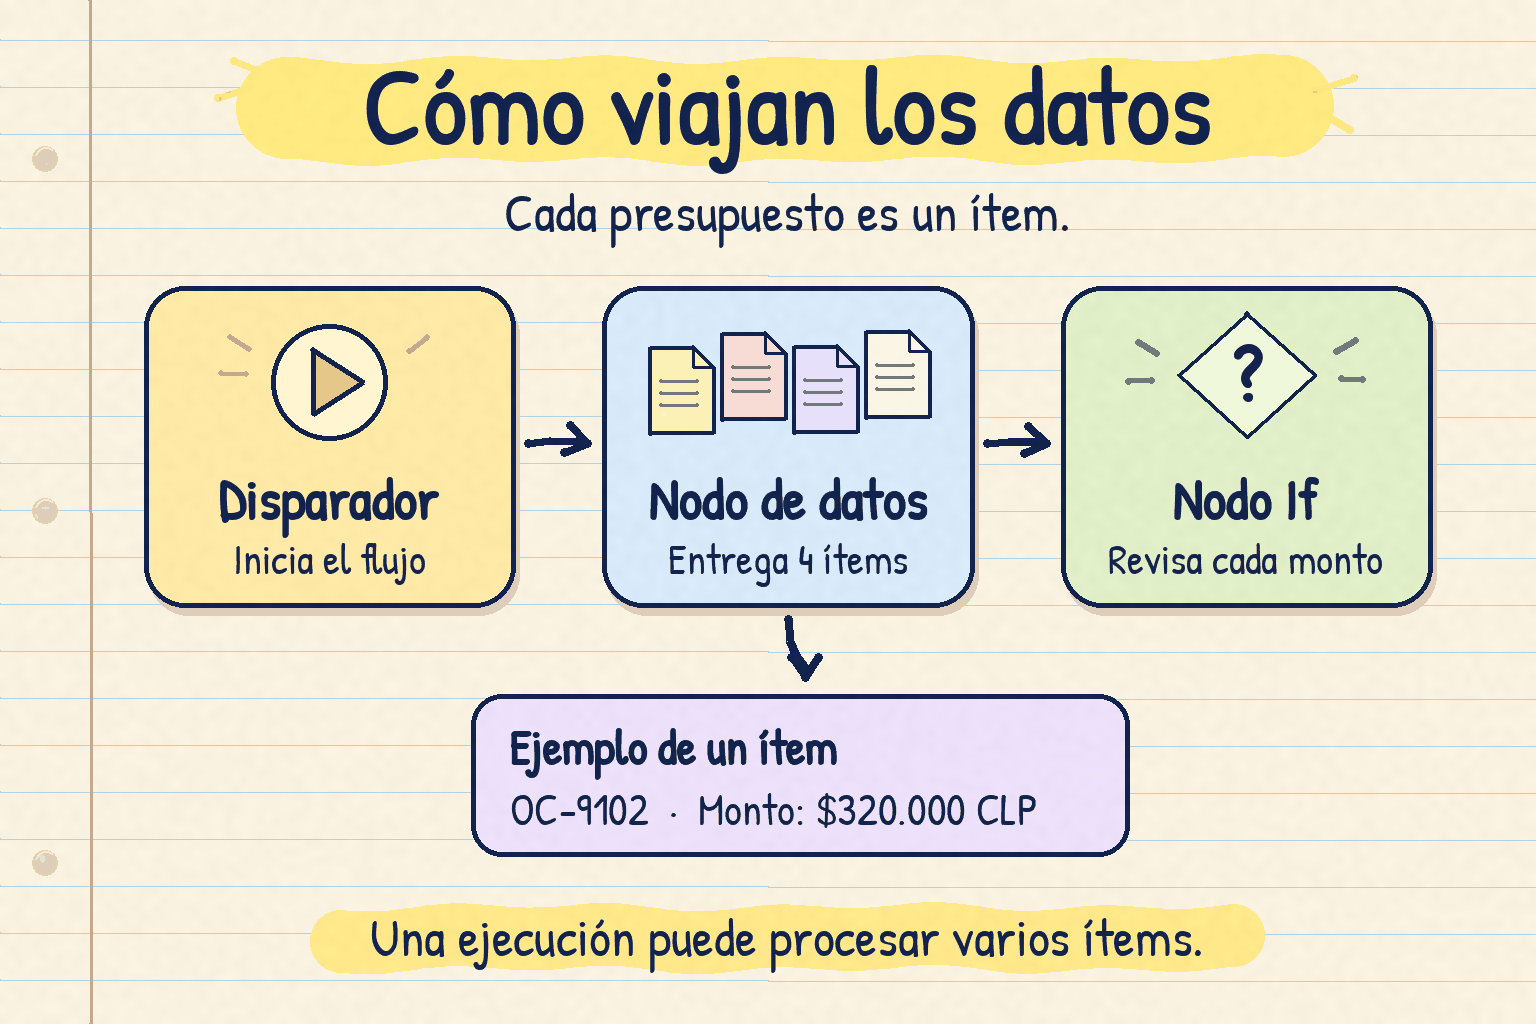 Cómo viajan los datos
Cada presupuesto es un ítem.
Disparador
Inicia el flujo
Nodo de datos
Entrega 4 ítems
?
Nodo If
Revisa cada monto
Ejemplo de un ítem
OC-9102 · Monto: $320.000 CLP
Una ejecución puede procesar varios ítems.